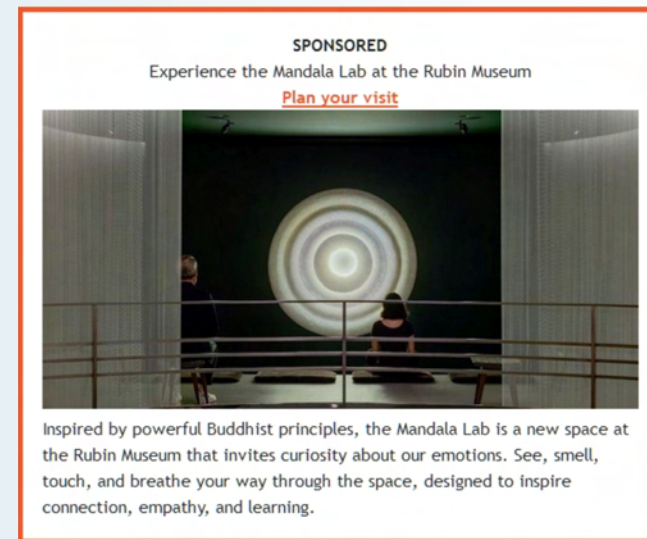 SPONSORED
Experience the Mandala Lab at the Rubin Museum
Plan your visit
Inspired by powerful Buddhist principles, the Mandala Lab is a new space at
the Rubin Museum that invites curiosity about our emotions. See, smell,
touch, and breathe your way through the space, designed to inspire
connection, empathy, and learning.